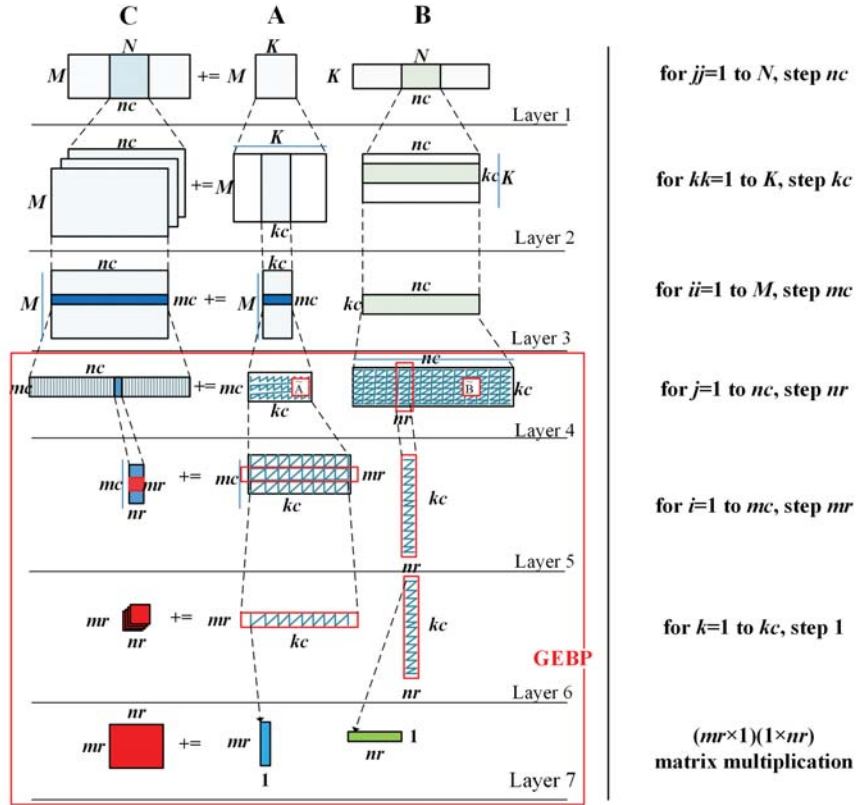 C A B
N K N
M += M K for jj=1 to N, step nc
nc nc
Layer 1
nc K nc
M += M kc K for kk=1 to K, step kc
kc
Layer 2
nc kc nc
M mc += M mc kc for ii=1 to M, step mc
Layer 3
nc nc
mc += mc A B kc for j=1 to nc, step nr
kc nr
Layer 4
mc mr += mc mr kc for i=1 to mc, step mr
nr kc
Layer 5
nr
mr += mr kc for k=1 to kc, step 1
nr kc
GEBP
nr
Layer 6
nr
mr += mr 1 (mr×1)(1×nr)
nr matrix multiplication
1
Layer 7